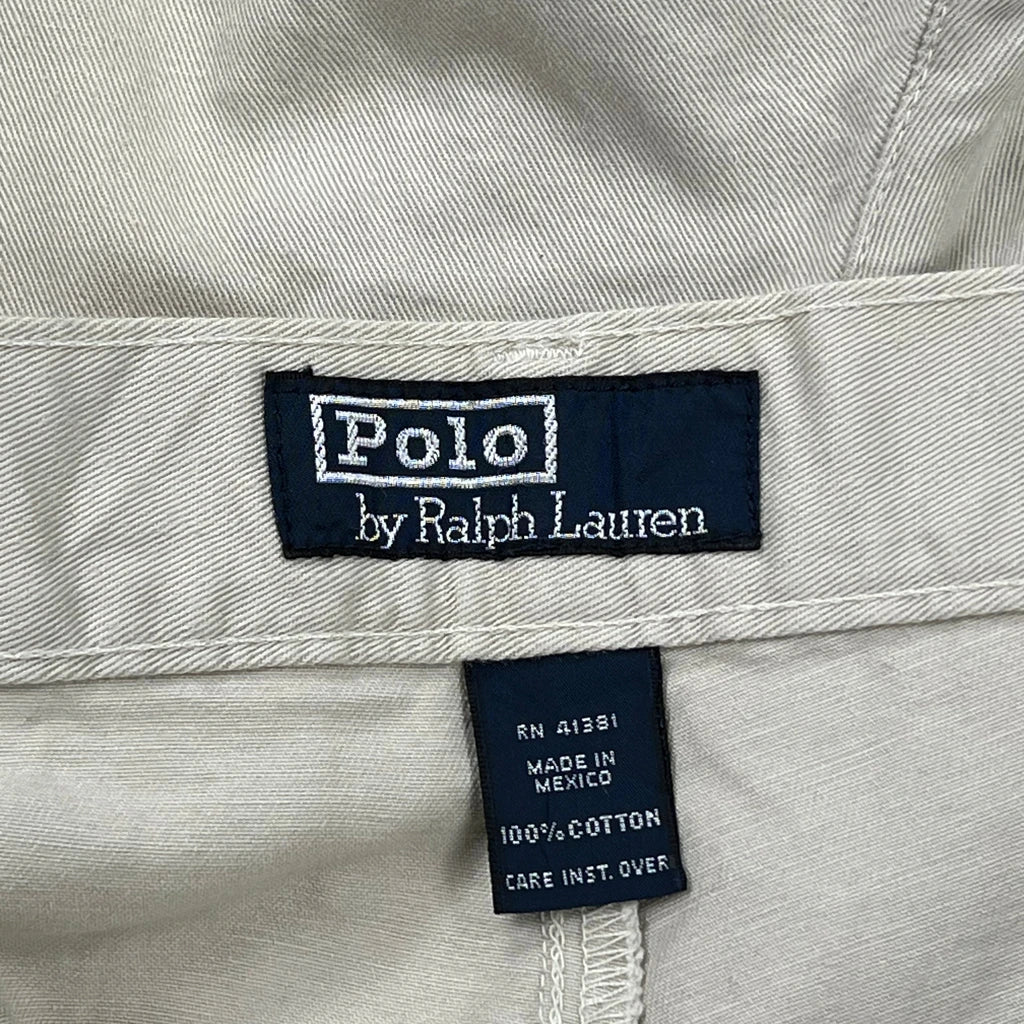 Polo
by Ralph Lauren
RN 41381
MADE IN
MEXICO
100% COTTON
CARE INST. OVER